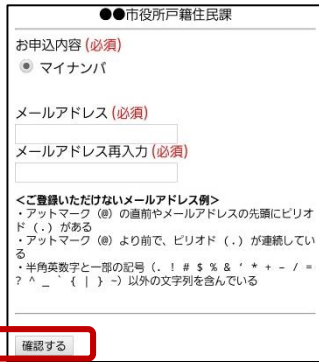 ●●市役所戸籍住民課
お申込内容(必須)
マイナンバ
メールアドレス(必須)
メールアドレス再入力(必須)
<ご登録いただけないメールアドレス例>
・アットマーク（@）の直前やメールアドレスの先頭にピリオ
ド（.）がある
・アットマーク（@）より前で、ピリオド（.）が連続してい
る
・半角英数字と一部の記号（. ! # $ % & ' * + - / =
? ^ _ ` { | } ~）以外の文字列を含んでいる
確認する